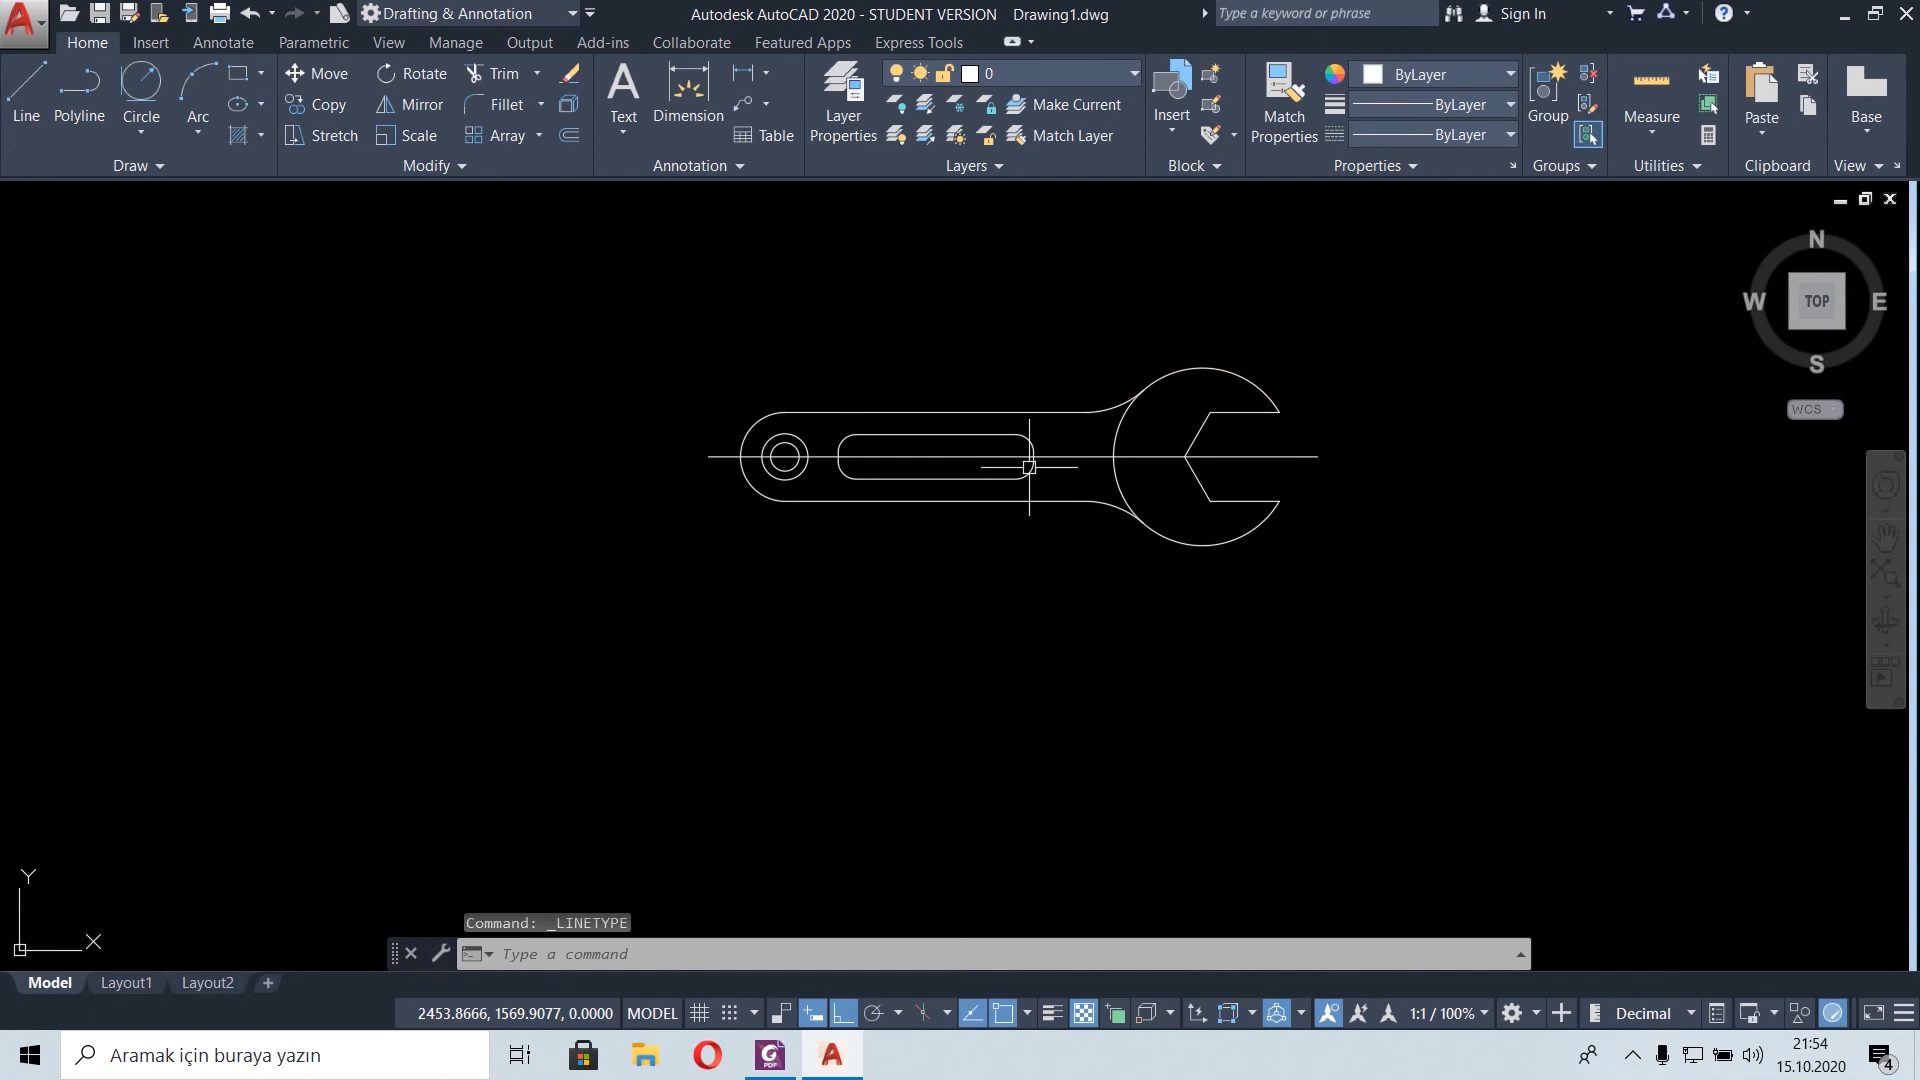 Drafting & Annotation
Autodesk AutoCAD 2020 - STUDENT VERSION Drawing1.dwg
Type a keyword or phrase
Sign In
Home Insert Annotate Parametric View Manage Output Add-ins Collaborate Featured Apps Express Tools
Line Polyline Circle Arc
Move Rotate Trim
Copy Mirror Fillet
Stretch Scale Array
Text Dimension Table
Layer Properties
0
Make Current
Match Layer
Insert
Match Properties
ByLayer
ByLayer
ByLayer
Group
Measure
Paste
Base
Draw Modify Annotation Layers Block Properties Groups Utilities Clipboard View
N
W TOP E
S
WCS
Y
X
Command: _LINETYPE
Type a command
Model Layout1 Layout2
2453.8666, 1569.9077, 0.0000 MODEL 1:1 / 100% Decimal
Aramak için buraya yazın
PDF
21:54
15.10.2020
4